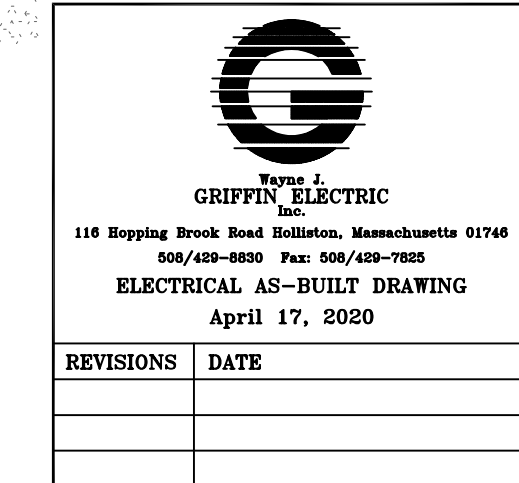 G
Wayne J.
GRIFFIN ELECTRIC
Inc.
116 Hopping Brook Road Holliston, Massachusetts 01746
508/429-8830 Fax: 508/429-7825
ELECTRICAL AS-BUILT DRAWING
April 17, 2020
REVISIONS DATE